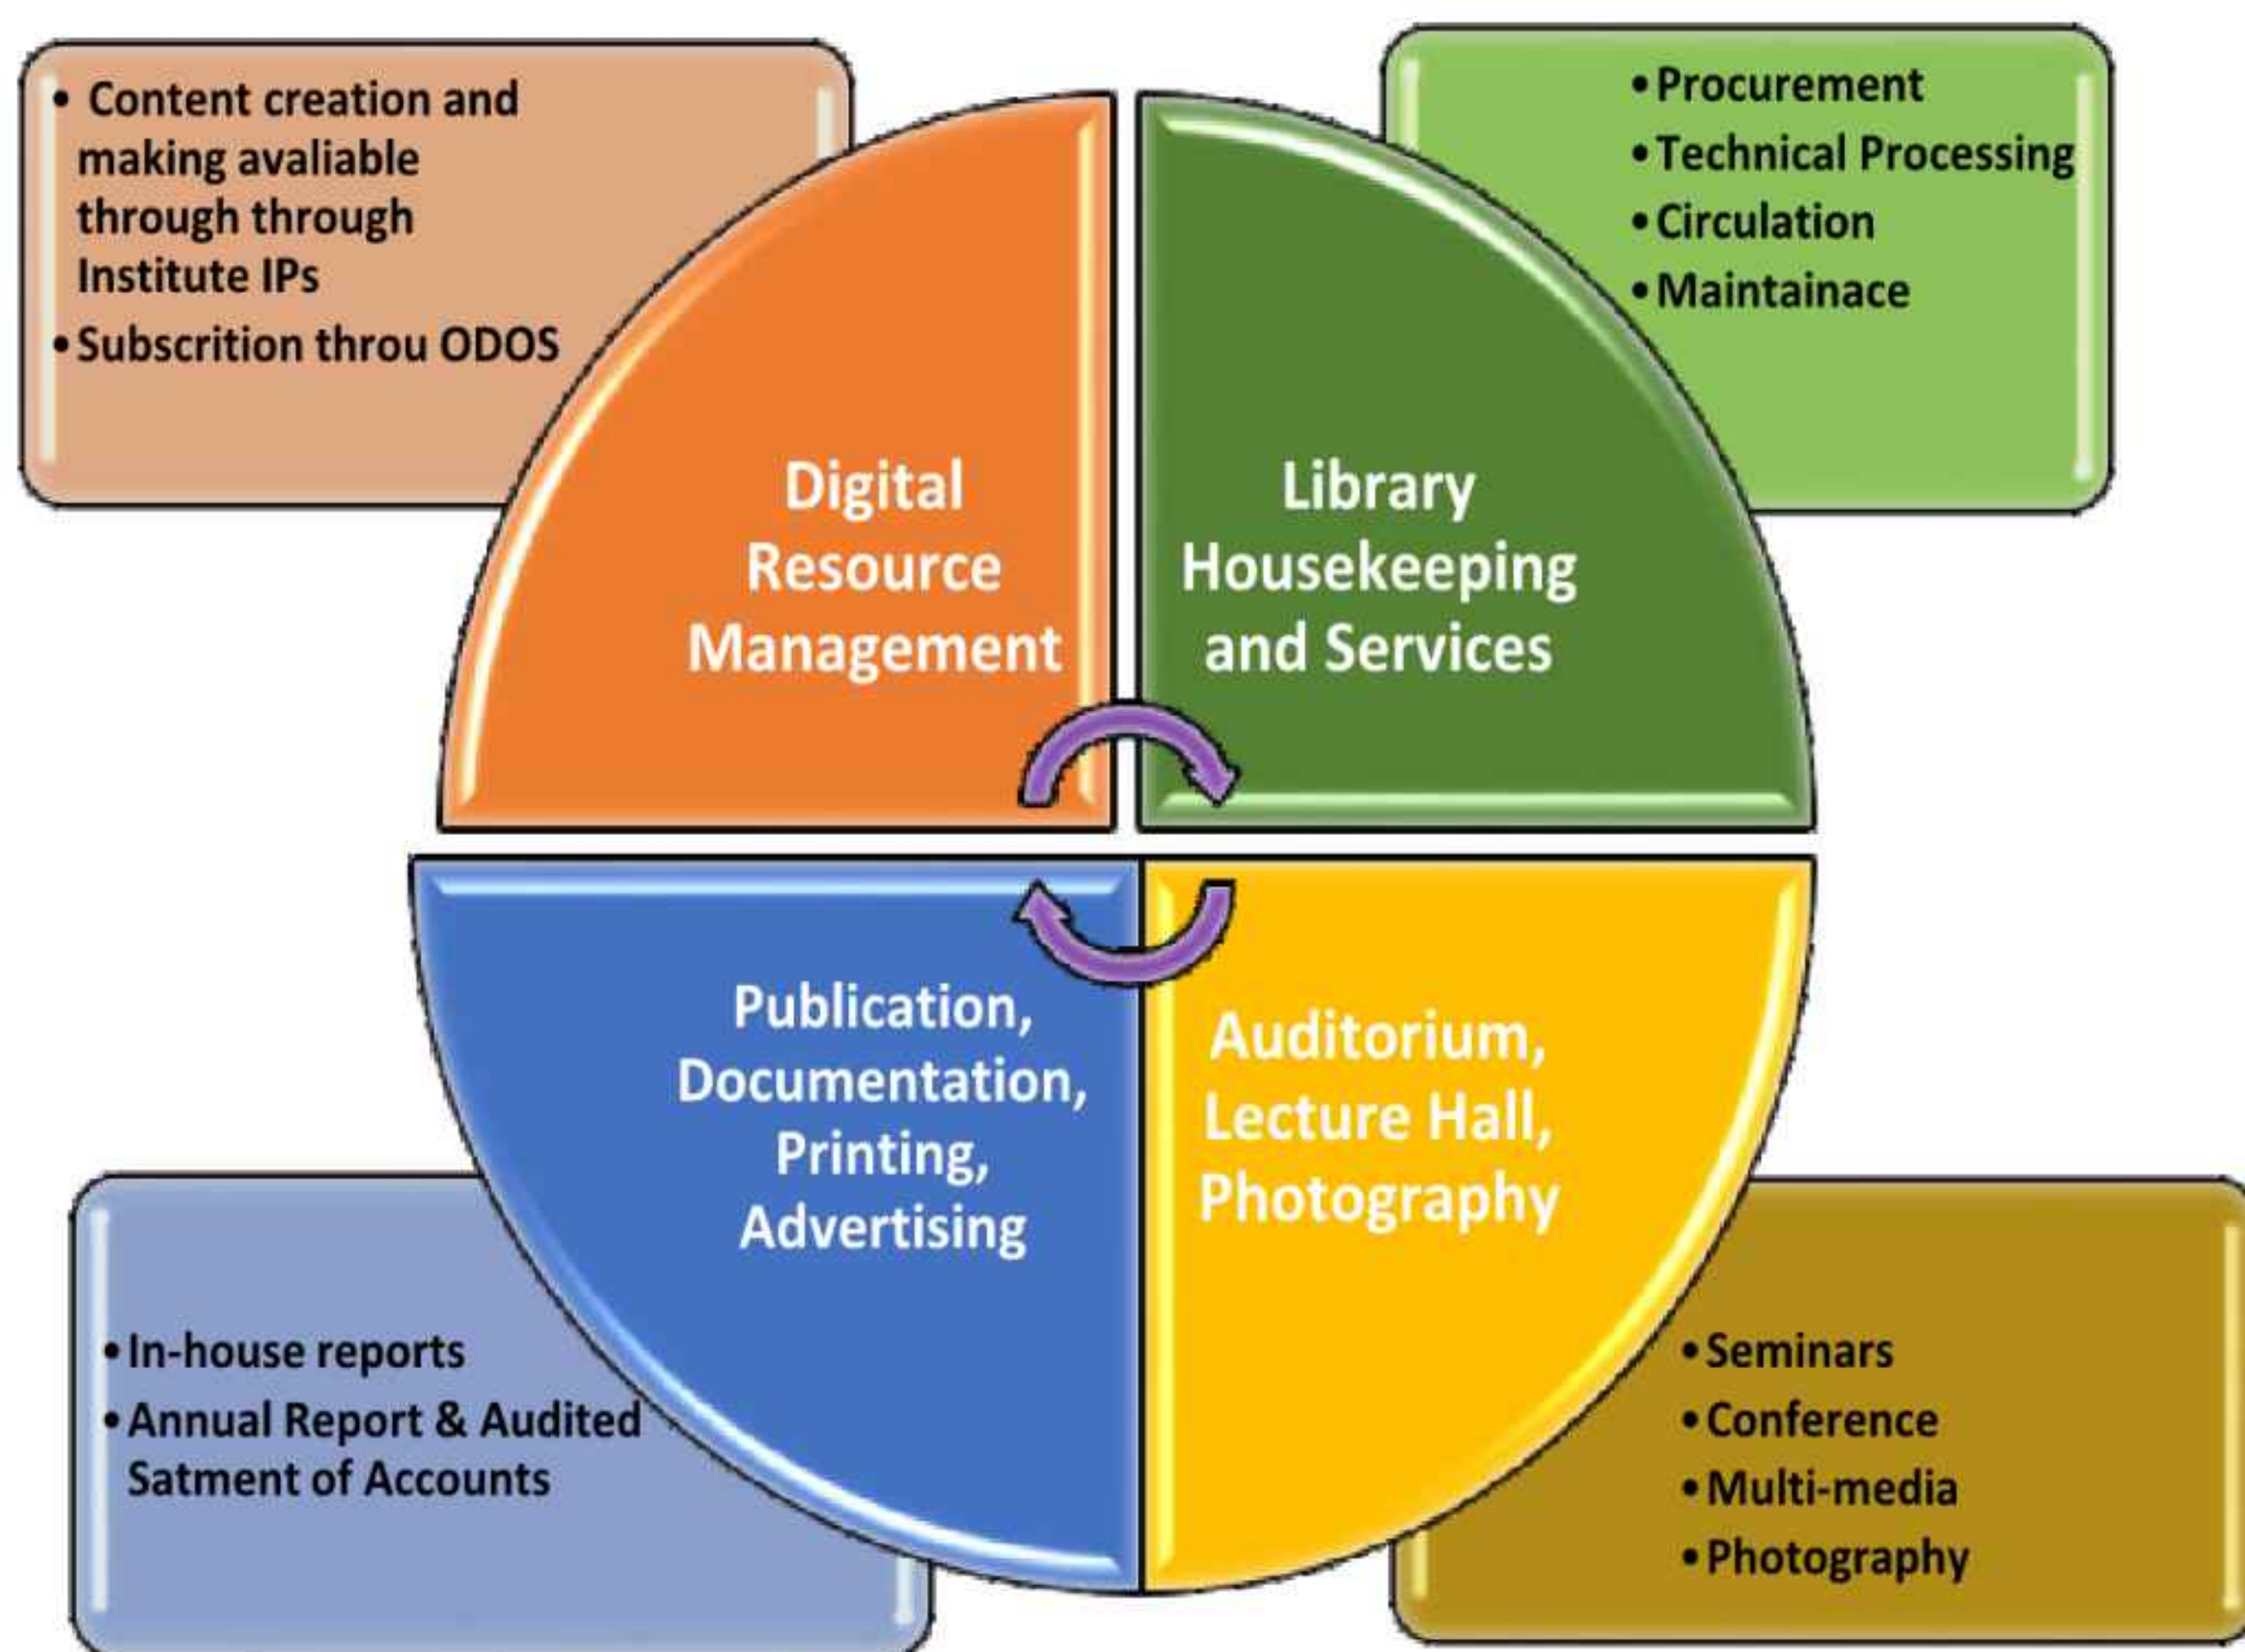 • Content creation and
making avaliable
through through
Institute IPs
• Subscrition throu ODOS
• Procurement
• Technical Processing
• Circulation
• Maintainace
Digital
Resource
Management
Library
Housekeeping
and Services
Publication,
Documentation,
Printing,
Advertising
Auditorium,
Lecture Hall,
Photography
• In-house reports
• Annual Report & Audited
Satment of Accounts
• Seminars
• Conference
• Multi-media
• Photography